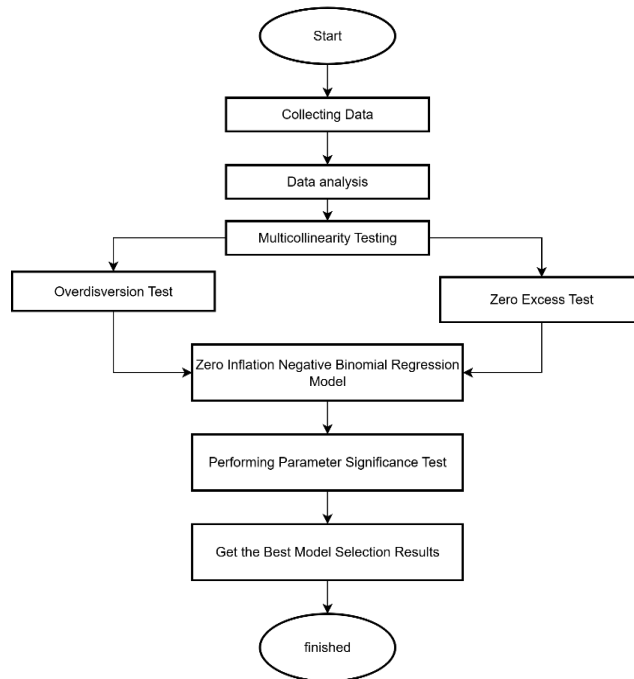 Start
Collecting Data
Data analysis
Multicollinearity Testing
Overdisversion Test
Zero Excess Test
Zero Inflation Negative Binomial Regression
Model
Performing Parameter Significance Test
Get the Best Model Selection Results
finished